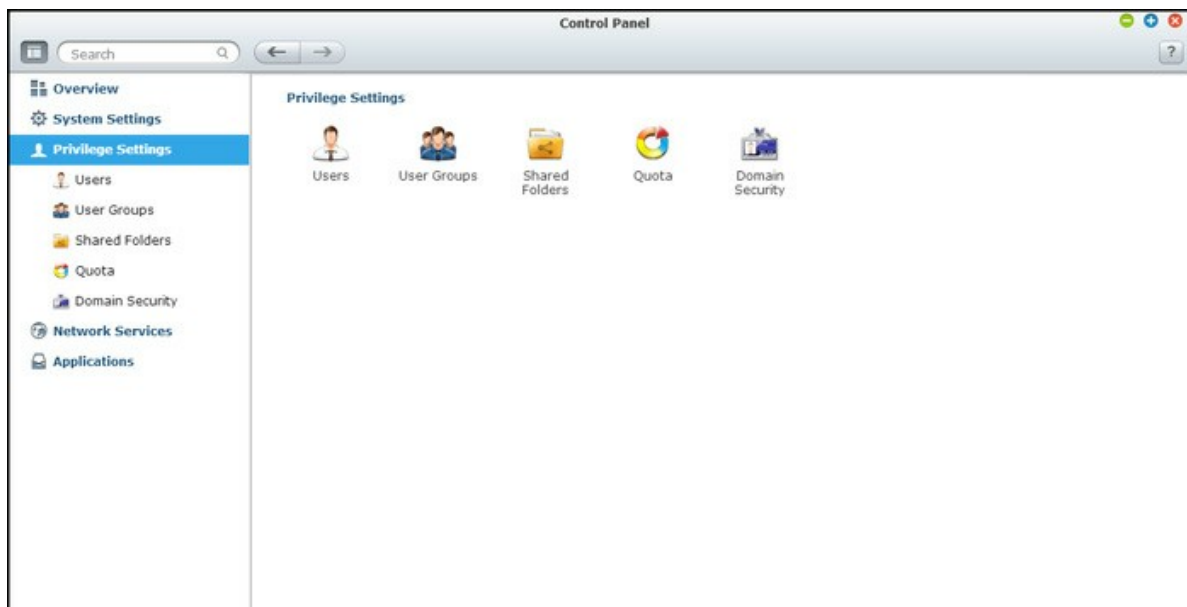 Control Panel
Search
?
Overview
System Settings
Privilege Settings
Users
User Groups
Shared Folders
Quota
Domain Security
Network Services
Applications
Privilege Settings
Users
User Groups
Shared
Folders
Quota
Domain
Security